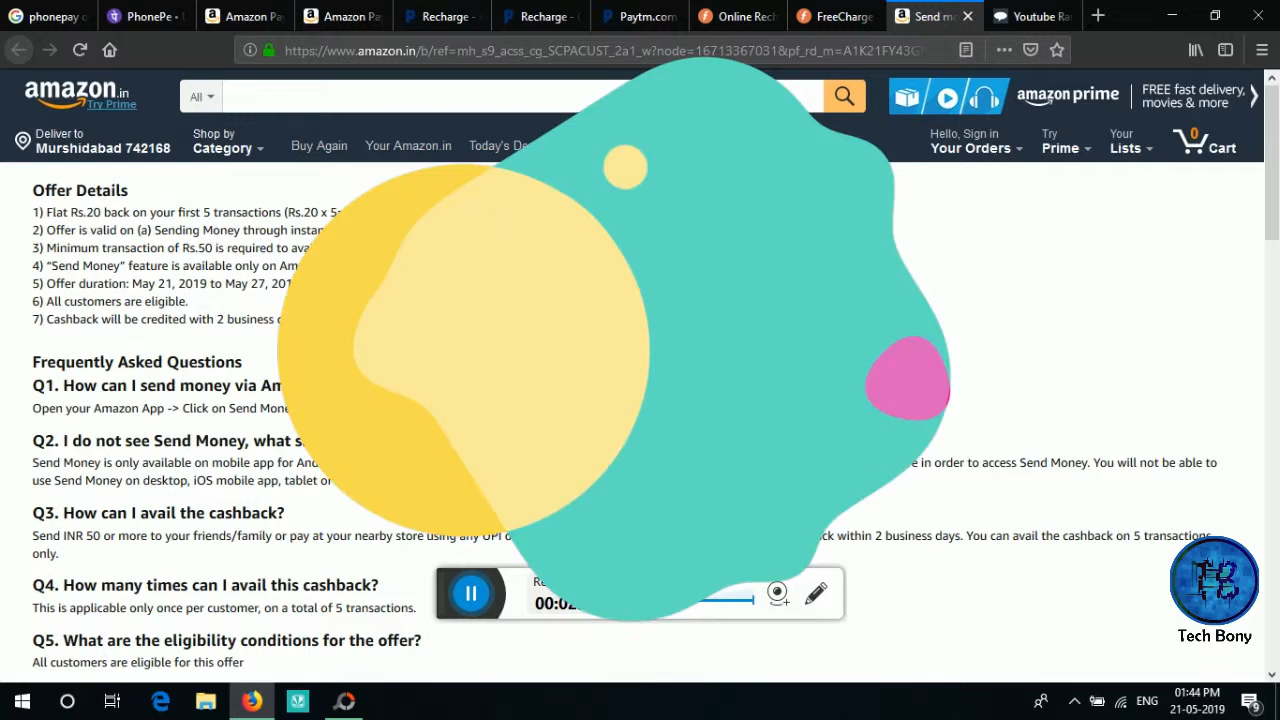 phonepay o
PhonePe -
Amazon Pa
Amazon Pa
Recharge -
Recharge -
Paytm.com
Online Rech
FreeCharge
Send m
Youtube Ra
https://www.amazon.in/b/ref=mh_s9_acss_cg_SCPACUST_2a1_w?node=16713367031&pf_rd_m=A1K21FY43G
amazon.in
Try Prime
All
amazon prime
FREE fast delivery,
movies & more
Deliver to
Murshidabad 742168
Shop by
Category
Buy Again
Your Amazon.in
Today's De
Hello, Sign in
Your Orders
Try
Prime
Your
Lists
0
Cart
Offer Details
1) Flat Rs.20 back on your first 5 transactions (Rs.20 x 5
2) Offer is valid on (a) Sending Money through instan
3) Minimum transaction of Rs.50 is required to ava
4) “Send Money” feature is available only on Am
5) Offer duration: May 21, 2019 to May 27, 201
6) All customers are eligible.
7) Cashback will be credited with 2 business
Frequently Asked Questions
Q1. How can I send money via Am
Open your Amazon App -> Click on Send Mone
Q2. I do not see Send Money, what s
Send Money is only available on mobile app for And e in order to access Send Money. You will not be able to
use Send Money on desktop, iOS mobile app, tablet or
Q3. How can I avail the cashback?
Send INR 50 or more to your friends/family or pay at your nearby store using any UPI ck within 2 business days. You can avail the cashback on 5 transactions
only.
Q4. How many times can I avail this cashback?
This is applicable only once per customer, on a total of 5 transactions.
Q5. What are the eligibility conditions for the offer?
All customers are eligible for this offer
Re
00:02
Tech Bony
ENG
01:44 PM
21-05-2019
9